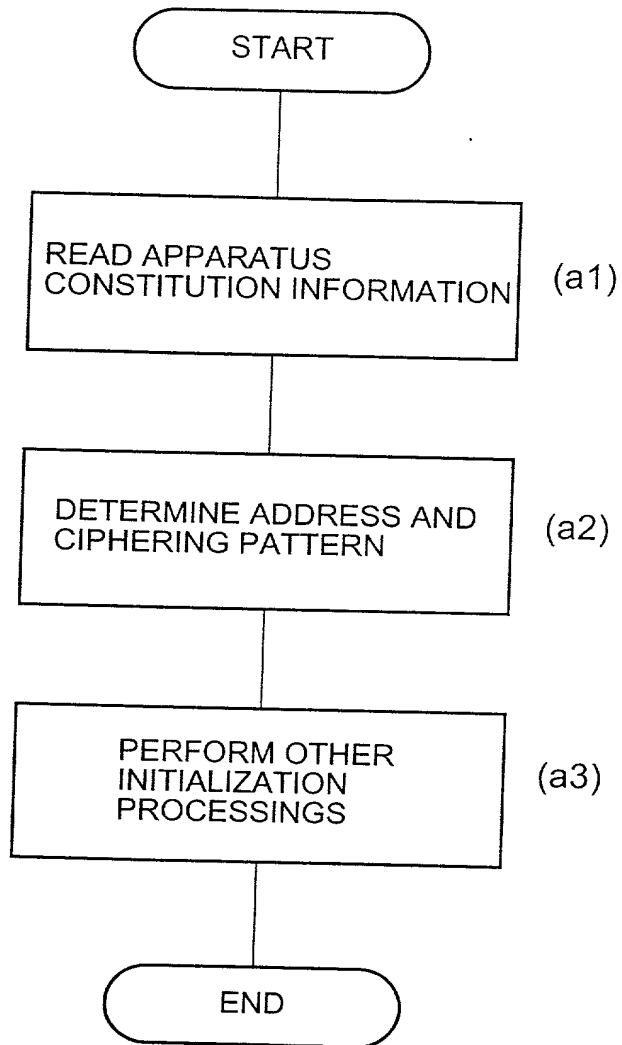 START
READ APPARATUS
CONSTITUTION INFORMATION
(a1)
DETERMINE ADDRESS AND
CIPHERING PATTERN
(a2)
PERFORM OTHER
INITIALIZATION
PROCESSINGS
(a3)
END